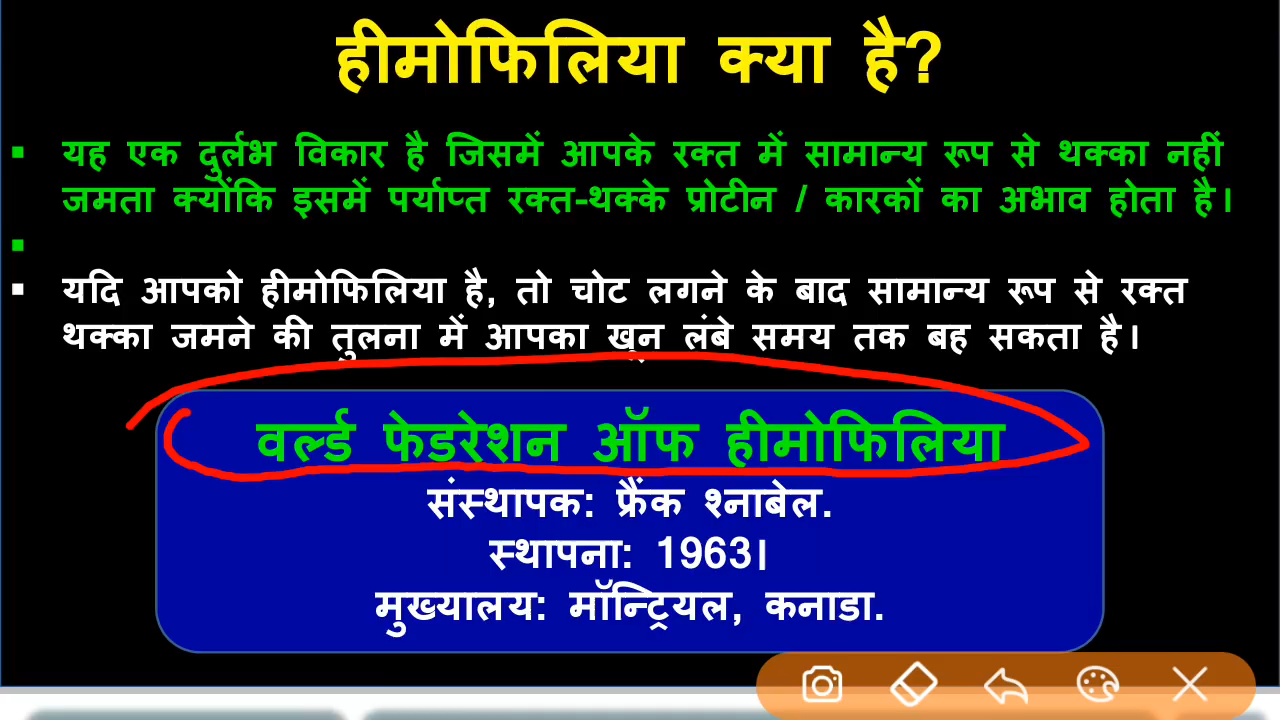 हीमोफिलिया क्या है?
▪ यह एक दुर्लभ विकार है जिसमें आपके रक्त में सामान्य रूप से थक्का नहीं
जमता क्योंकि इसमें पर्याप्त रक्त-थक्के प्रोटीन / कारकों का अभाव होता है।
▪
▪ यदि आपको हीमोफिलिया है, तो चोट लगने के बाद सामान्य रूप से रक्त
थक्का जमने की तुलना में आपका खून लंबे समय तक बह सकता है।
वर्ल्ड फेडरेशन ऑफ हीमोफिलिया
संस्थापक: फ्रैंक श्नाबेल.
स्थापना: 1963।
मुख्यालय: मॉन्ट्रियल, कनाडा.